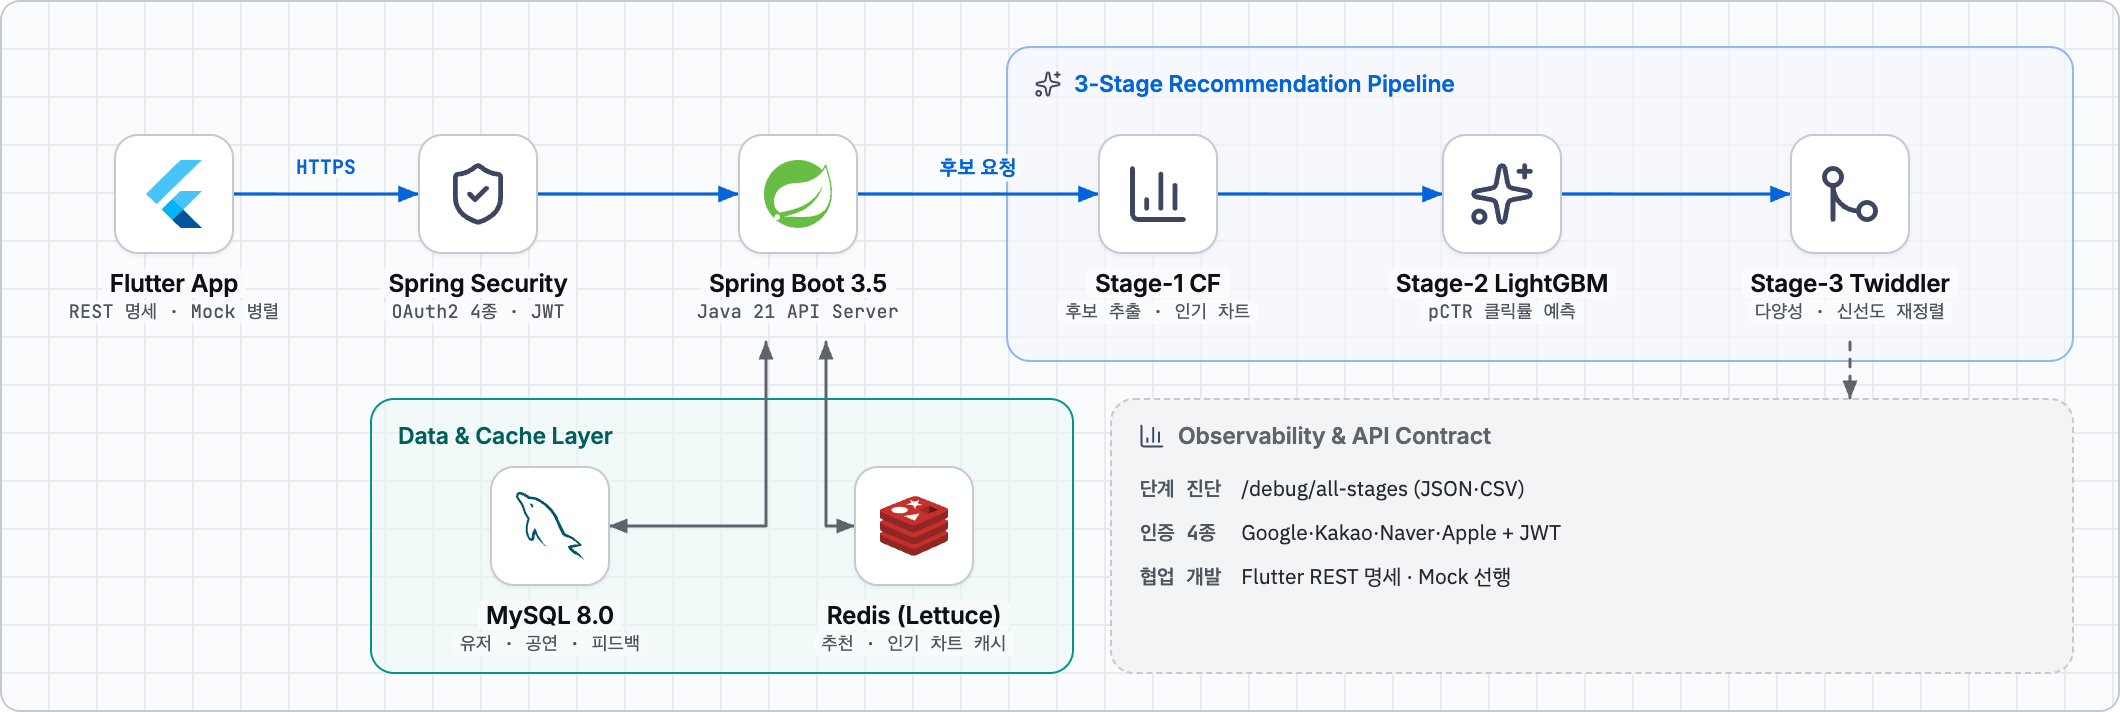 3-Stage Recommendation Pipeline
HTTPS
후보 요청
Flutter App
REST 명세 · Mock 병렬
Spring Security
OAuth2 4종 · JWT
Spring Boot 3.5
Java 21 API Server
Stage-1 CF
후보 추출 · 인기 차트
Stage-2 LightGBM
pCTR 클릭률 예측
Stage-3 Twiddler
다양성 · 신선도 재정렬
Data & Cache Layer
MySQL 8.0
유저 · 공연 · 피드백
Redis (Lettuce)
추천 · 인기 차트 캐시
Observability & API Contract
단계 진단 /debug/all-stages (JSON·CSV)
인증 4종 Google·Kakao·Naver·Apple + JWT
협업 개발 Flutter REST 명세 · Mock 선행